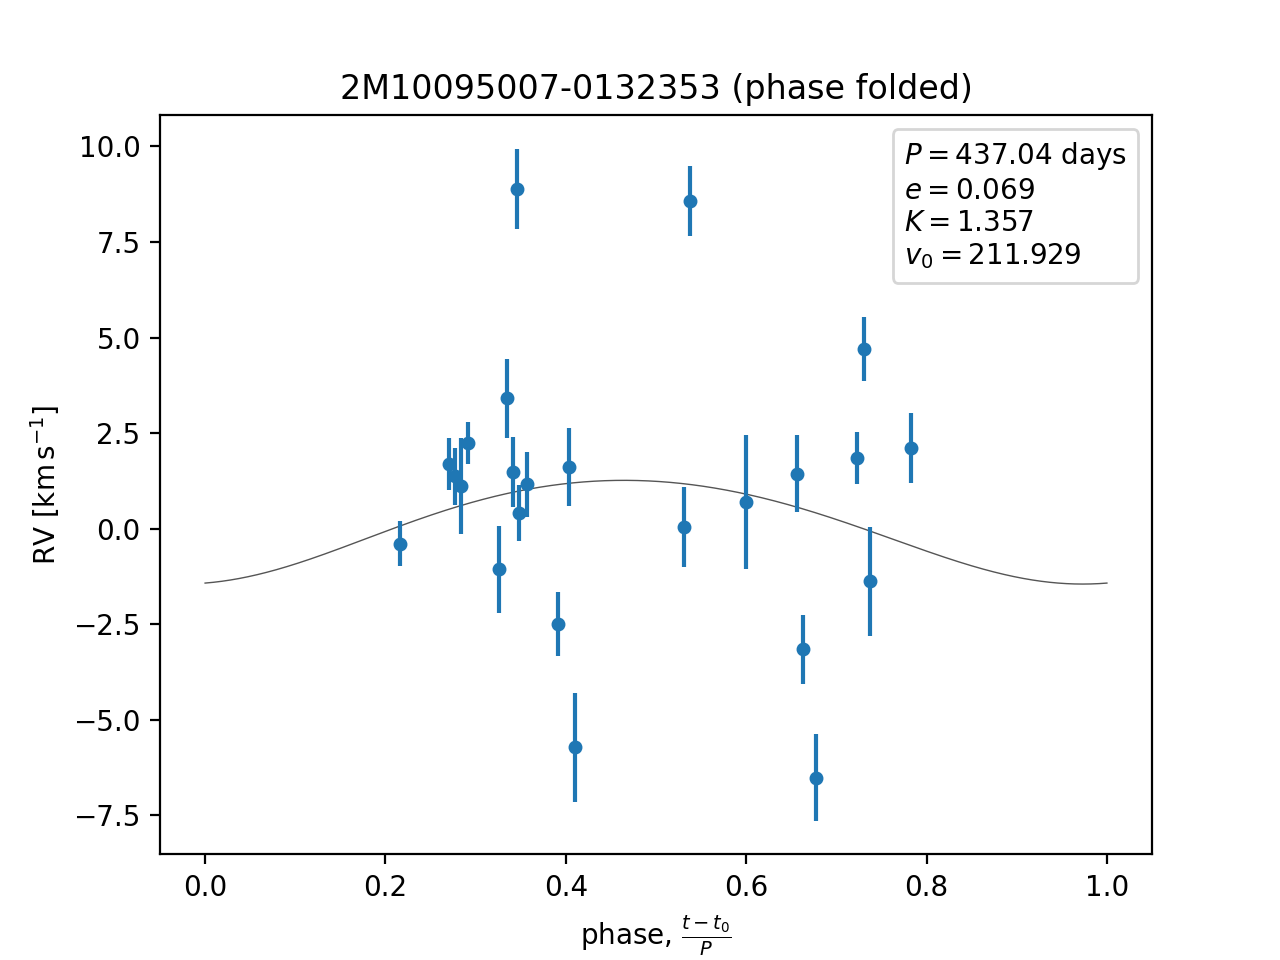 2M10095007-0132353 (phase folded)
P = 437.04 days
e = 0.069
K = 1.357
v₀ = 211.929
RV [km s⁻¹]
10.0
7.5
5.0
2.5
0.0
−2.5
−5.0
−7.5
0.0 0.2 0.4 0.6 0.8 1.0
phase, (t − t₀)/P